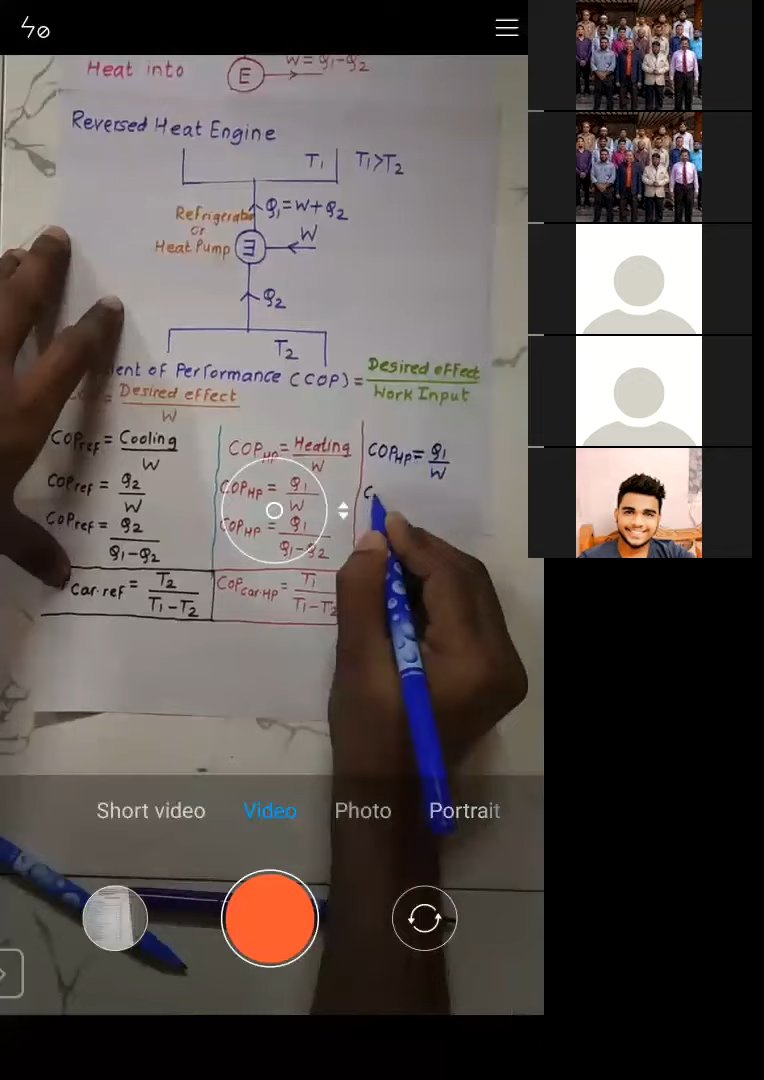 Heat into
E
W = Q1-Q2
Reversed Heat Engine
T1
T1>T2
Q1=W+Q2
Refrigerator
or
Heat Pump
E
W
Q2
T2
ent of Performance (COP) = Desired effect
Work Input
= Desired effect
W
COPref = Cooling
W
COPref = Q2
W
COPref = Q2
Q1-Q2
car.ref = T2
T1-T2
COPHP = Heating
W
COPHP = Q1
W
COPHP = Q1
Q1-Q2
COPcar.HP = T1
T1-T2
COPHP = Q1
W
C
Short video
Video
Photo
Portrait